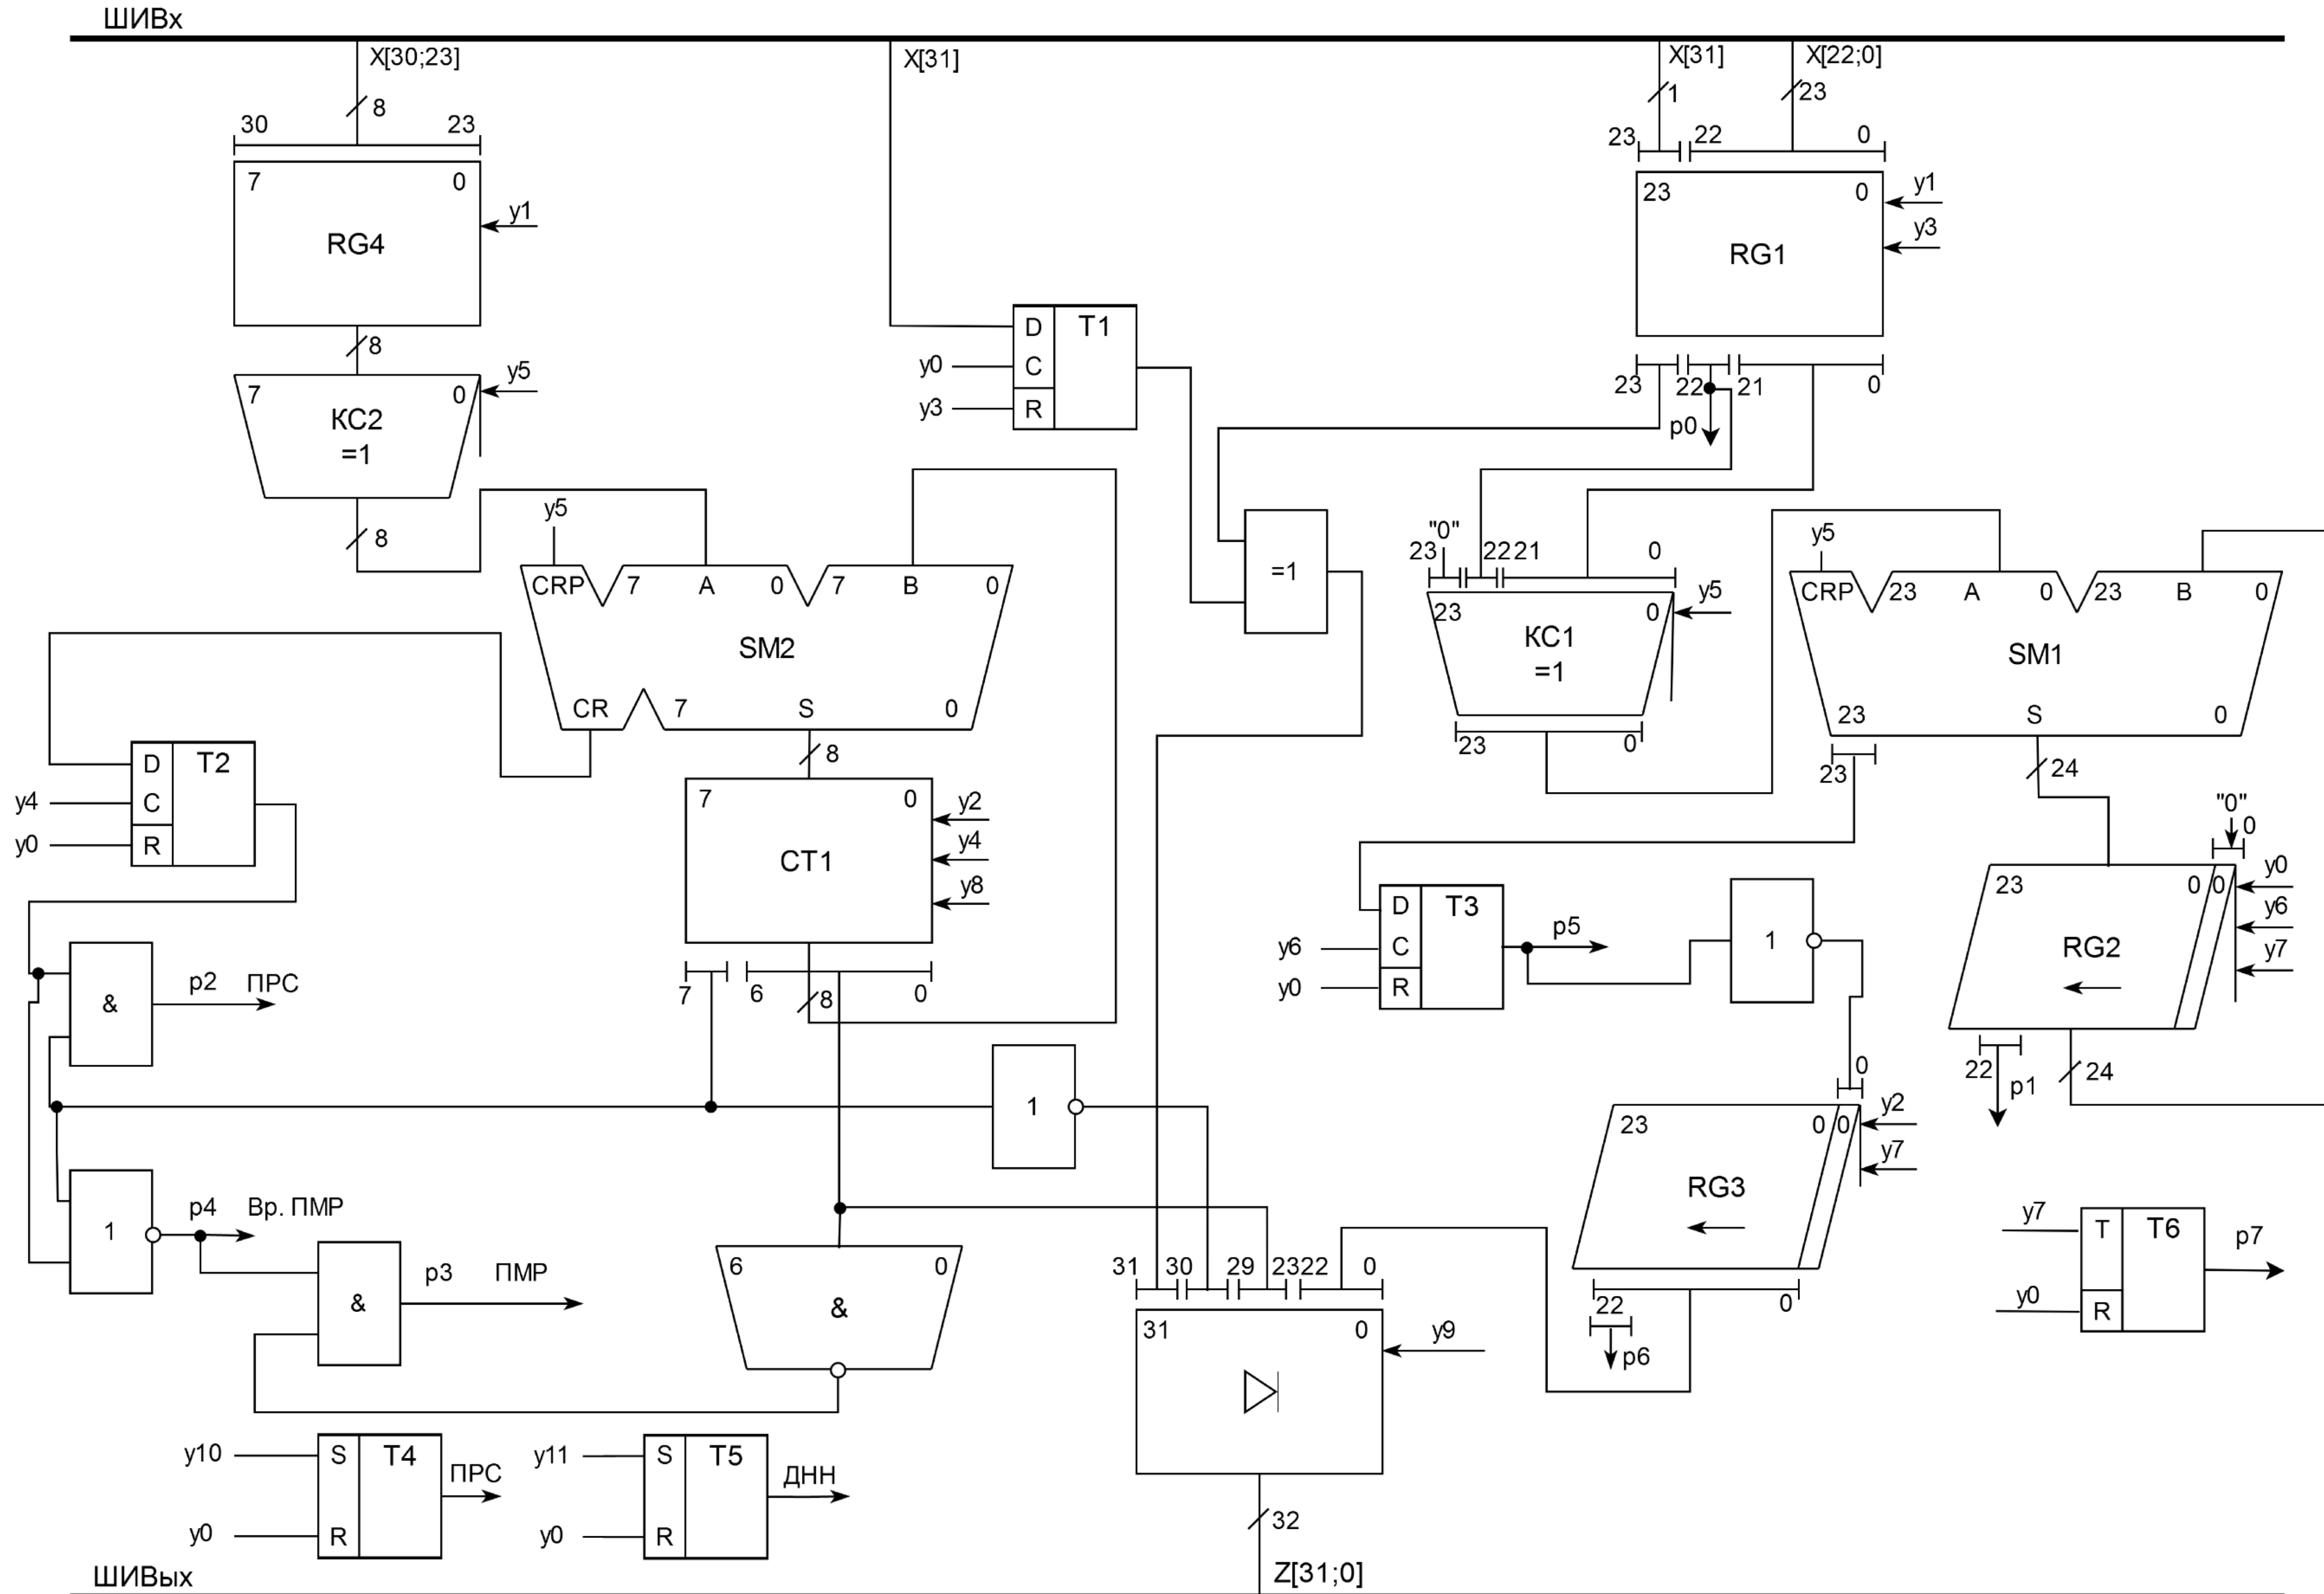 ШИВх
X[30;23]
X[31]
X[31]
X[22;0]
8
1
23
30 23
23 22 0
7 0
RG4
y1
23 0
RG1
y1
y3
8
7 0
КС2
=1
y5
D T1
C
R
y0
y3
23 22 21 0
p0
8
y5
CRP 7 A 0 7 B 0
SM2
CR 7 S 0
=1
"0"
23 22 21 0
23 0
КС1
=1
y5
23 0
y5
CRP 23 A 0 23 B 0
SM1
23 S 0
23
24
8
D T2
C
R
y4
y0
7 0
CT1
y2
y4
y8
7 6 8 0
"0"
0
23 0 0
RG2
y0
y6
y7
22
p1
24
D T3
C
R
y6
y0
p5
1
&
p2 ПРС
1
0
23 0 0
RG3
y2
y7
22 0
p6
1
p4 Вр. ПМР
&
p3 ПМР
6 0
&
31 30 29 23 22 0
31 0
y9
y7
T T6
y0
R
p7
y10
S T4
ПРС
y0
R
y11
S T5
ДНН
y0
R
32
Z[31;0]
ШИВых